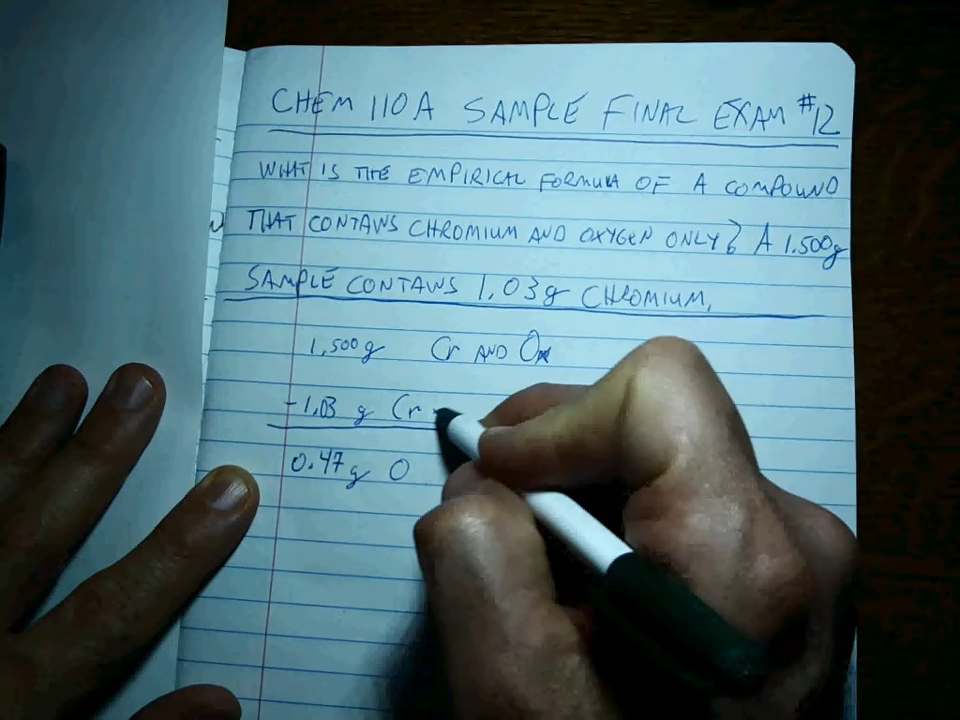 CHEM 110A SAMPLE FINAL EXAM #12
WHAT IS THE EMPIRICAL FORMULA OF A COMPOUND
THAT CONTAINS CHROMIUM AND OXYGEN ONLY? A 1.500g
SAMPLE CONTAINS 1.03g CHROMIUM.
1.500g Cr AND O
-1.03 g Cr
0.47g O